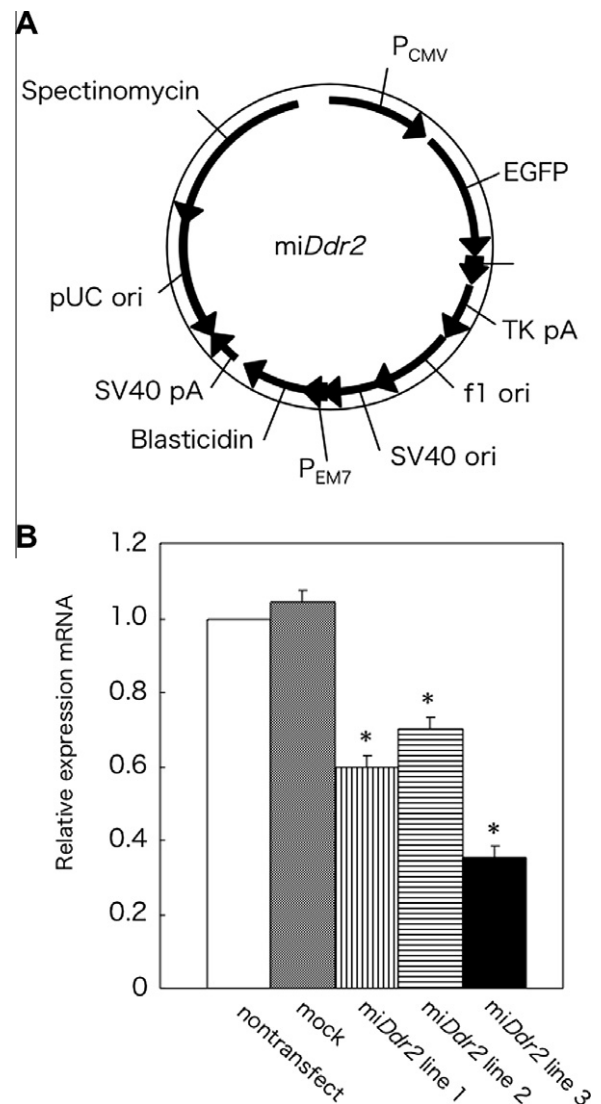 A
P_CMV
Spectinomycin
EGFP
miDdr2
pUC ori
TK pA
SV40 pA
f1 ori
Blasticidin
SV40 ori
P_EM7
B
1.2
1.0
0.8
0.6
0.4
0.2
0
Relative expression mRNA
*
*
*
nontransfect
mock
miDdr2 line 1
miDdr2 line 2
miDdr2 line 3